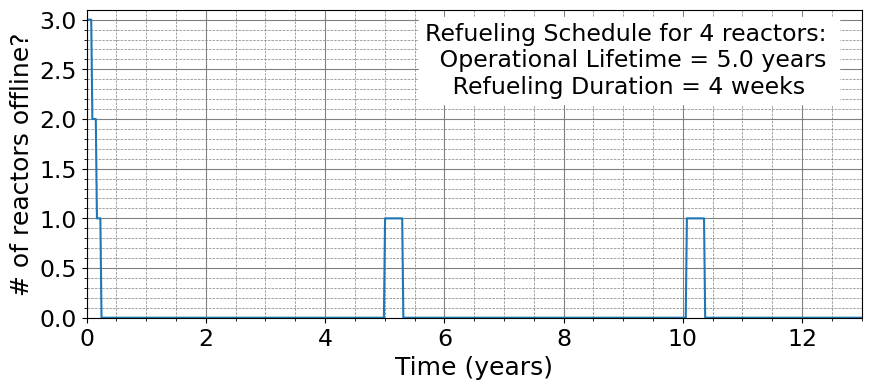 Refueling Schedule for 4 reactors:
Operational Lifetime = 5.0 years
Refueling Duration = 4 weeks
# of reactors offline?
3.0
2.5
2.0
1.5
1.0
0.5
0.0
0 2 4 6 8 10 12
Time (years)